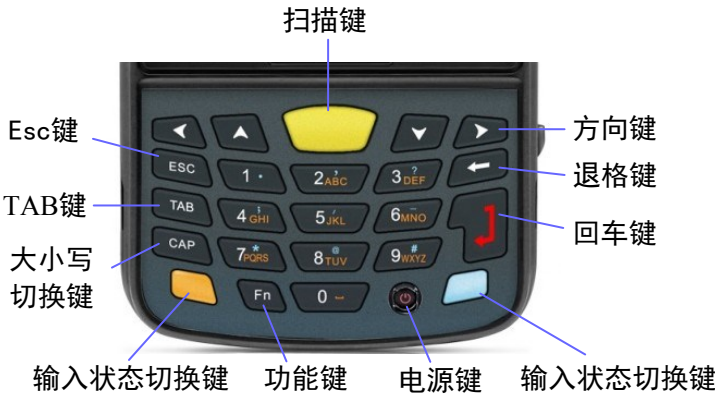 扫描键
Esc键
方向键
ESC
1 ·
2ABC ,
3DEF ?
退格键
TAB键
TAB
4GHI ;
5JKL /
6MNO _
回车键
大小写
切换键
CAP
7PQRS *
8TUV @
9WXYZ #
Fn
0
输入状态切换键
功能键
电源键
输入状态切换键